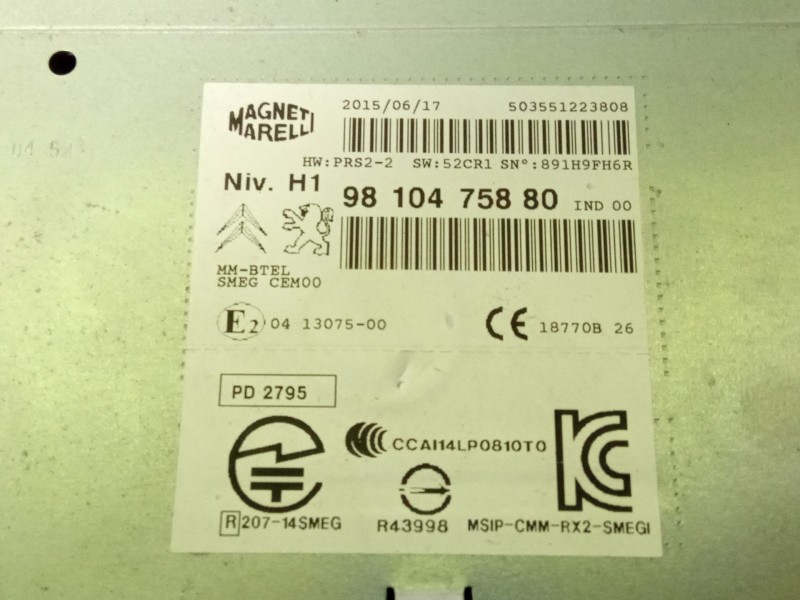 MAGNETI MARELLI
2015/06/17 503551223808
HW:PRS2-2 SW:52CR1 SN°:891H9FH6R
Niv. H1
98 104 758 80 IND 00
MM-BTEL
SMEG CEM00
E2 04 13075-00 CE 18770B 26
PD 2795
CCAI14LP0810T0
R 207-14SMEG R43998 MSIP-CMM-RX2-SMEGI